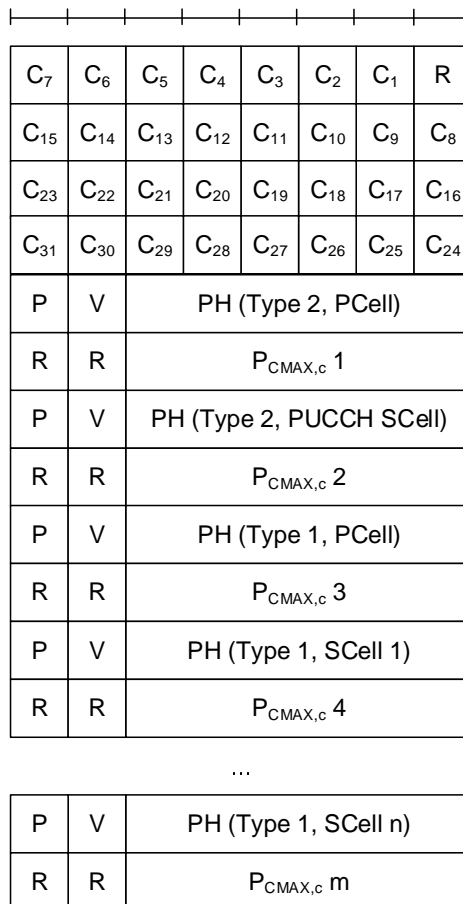 C7 C6 C5 C4 C3 C2 C1 R
C15 C14 C13 C12 C11 C10 C9 C8
C23 C22 C21 C20 C19 C18 C17 C16
C31 C30 C29 C28 C27 C26 C25 C24
P V PH (Type 2, PCell)
R R PCMAX,c 1
P V PH (Type 2, PUCCH SCell)
R R PCMAX,c 2
P V PH (Type 1, PCell)
R R PCMAX,c 3
P V PH (Type 1, SCell 1)
R R PCMAX,c 4
...
P V PH (Type 1, SCell n)
R R PCMAX,c m